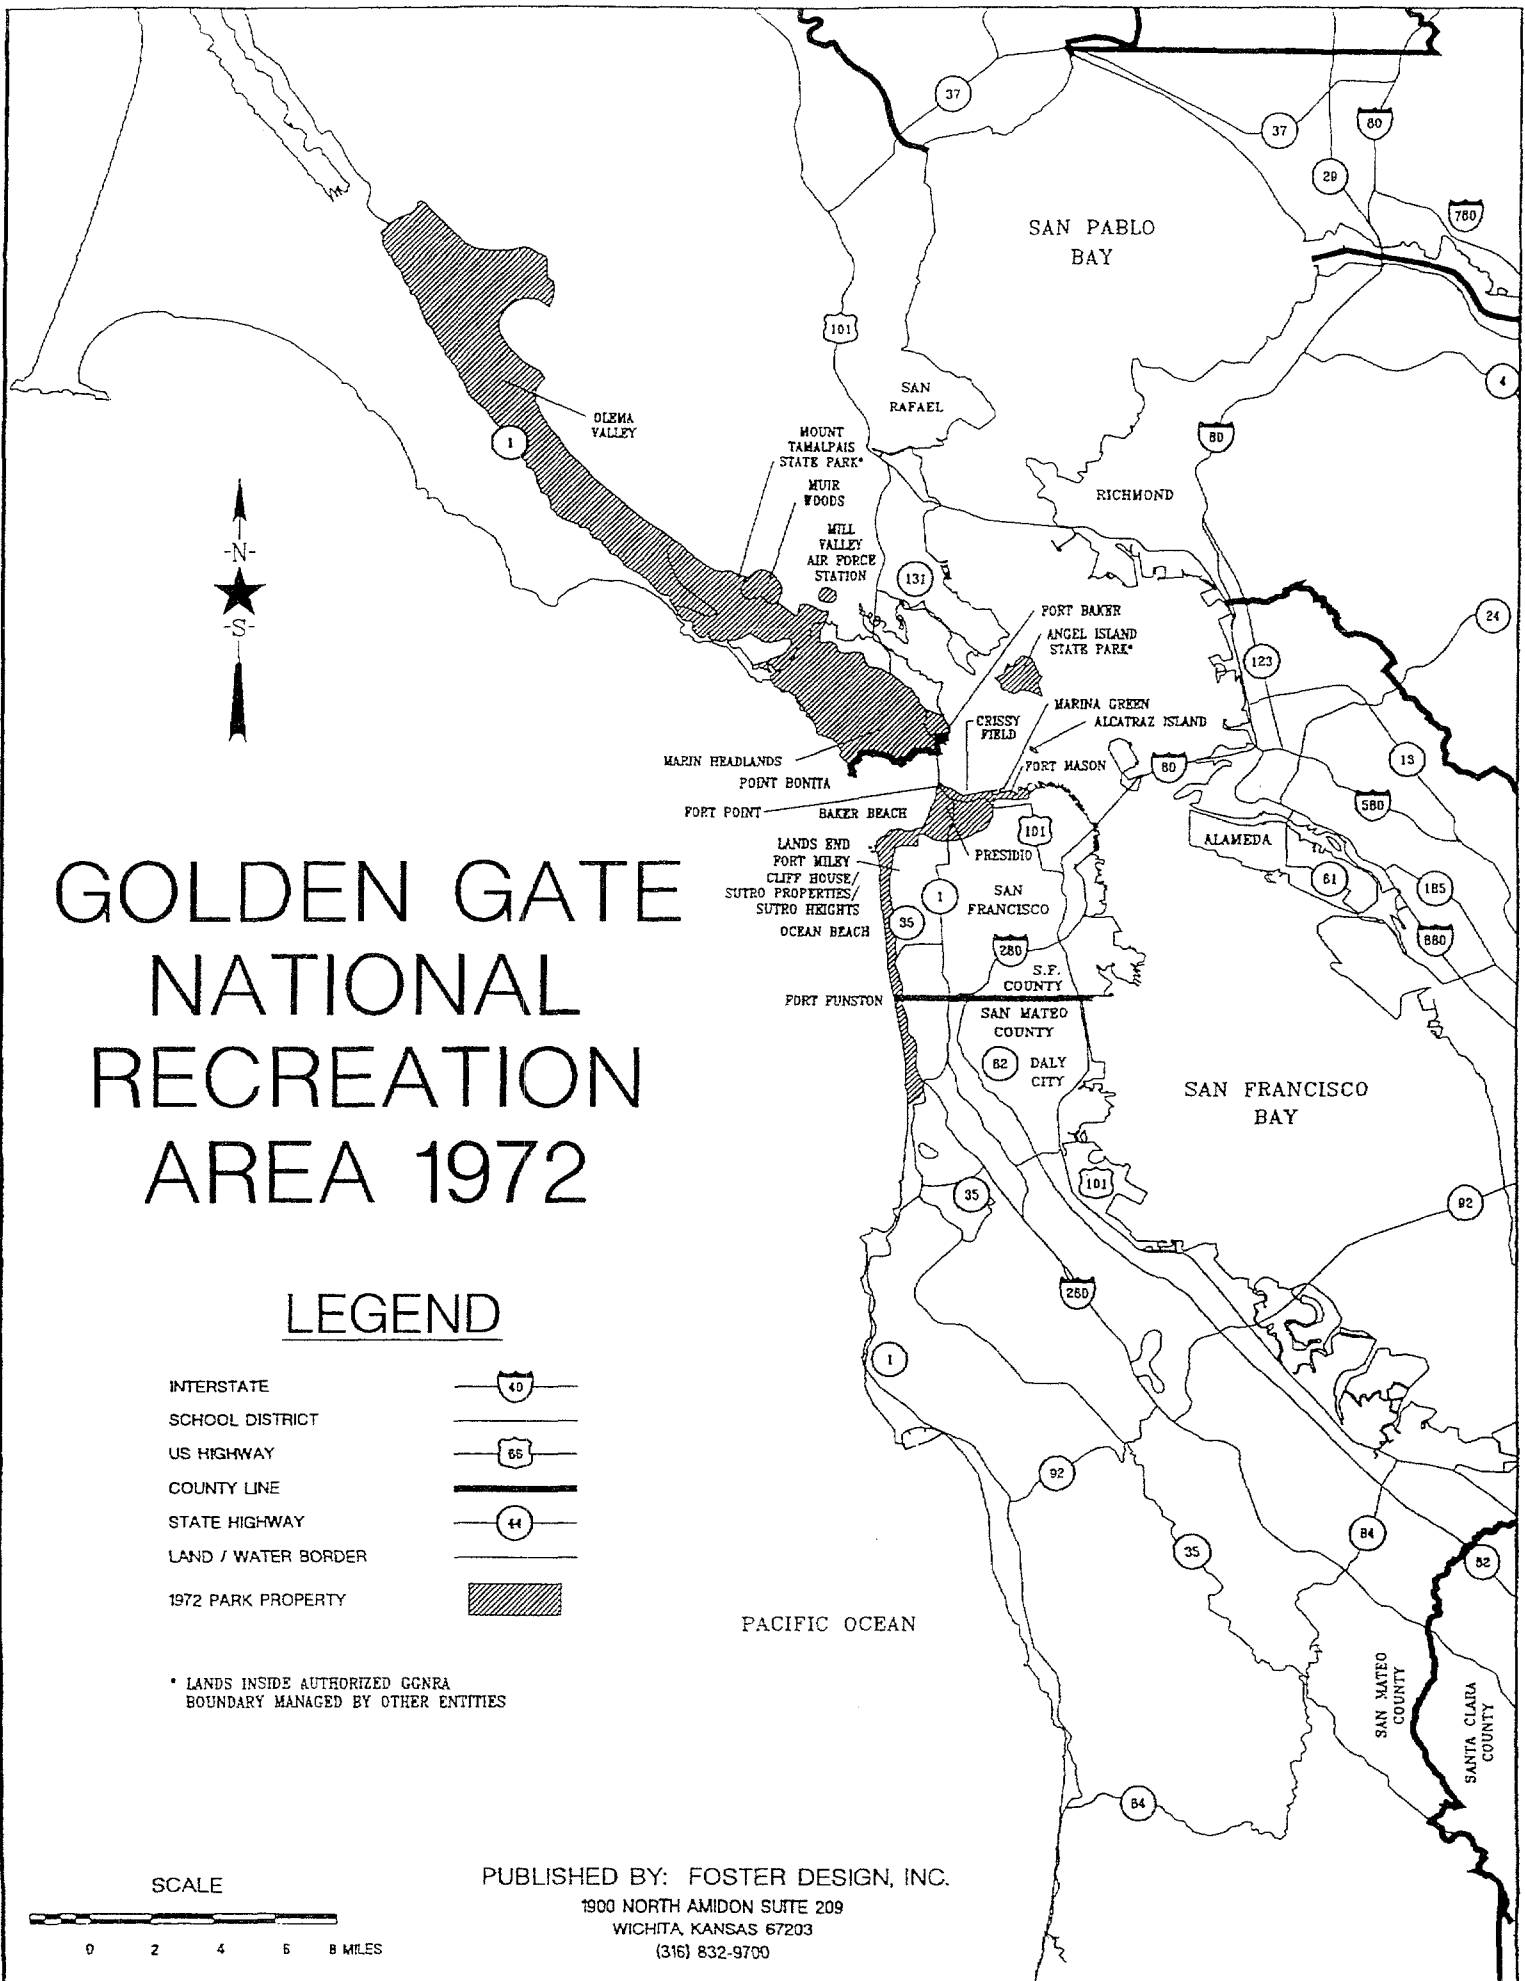 37
37
80
29
780
SAN PABLO
BAY
101
4
SAN
RAFAEL
OLEMA
VALLEY
1
MOUNT
TAMALPAIS
STATE PARK*
80
MUIR
WOODS
RICHMOND
MILL
VALLEY
AIR FORCE
STATION
131
-N-
-S-
FORT BAKER
24
ANGEL ISLAND
STATE PARK*
123
MARINA GREEN
CRISSY
FIELD
ALCATRAZ ISLAND
MARIN HEADLANDS
FORT MASON
80
13
POINT BONITA
FORT POINT
BAKER BEACH
580
101
ALAMEDA
LANDS END
FORT MILEY
CLIFF HOUSE/
SUTRO PROPERTIES/
SUTRO HEIGHTS
OCEAN BEACH
PRESIDIO
61
185
1
SAN
FRANCISCO
35
280
880
S.F.
COUNTY
FORT FUNSTON
SAN MATEO
COUNTY
82
DALY
CITY
SAN FRANCISCO
BAY
GOLDEN GATE
NATIONAL
RECREATION
AREA 1972
101
35
92
280
1
LEGEND
INTERSTATE
40
SCHOOL DISTRICT
US HIGHWAY
66
COUNTY LINE
STATE HIGHWAY
44
LAND / WATER BORDER
1972 PARK PROPERTY
92
35
84
82
PACIFIC OCEAN
SAN MATEO
COUNTY
SANTA CLARA
COUNTY
* LANDS INSIDE AUTHORIZED GGNRA
BOUNDARY MANAGED BY OTHER ENTITIES
84
SCALE
0 2 4 6 8 MILES
PUBLISHED BY: FOSTER DESIGN, INC.
1900 NORTH AMIDON SUITE 209
WICHITA, KANSAS 67203
(316) 832-9700